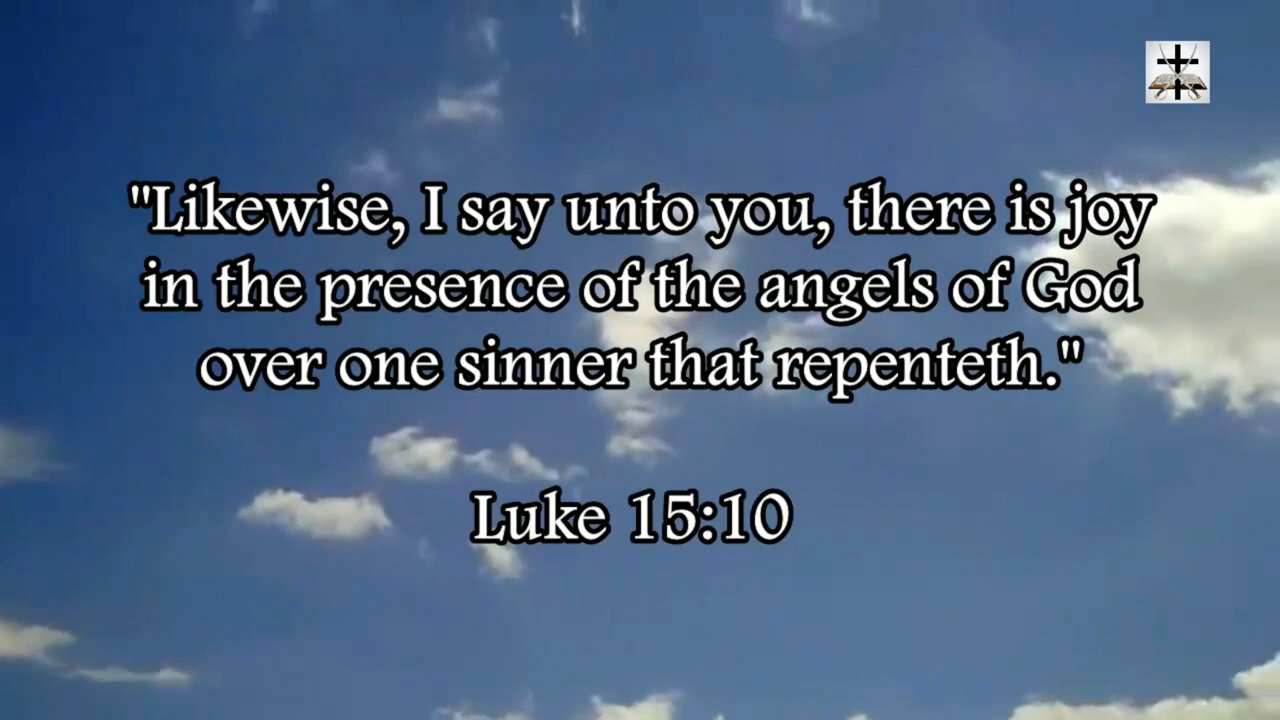 "Likewise, I say unto you, there is joy
in the presence of the angels of God
over one sinner that repenteth."
Luke 15:10